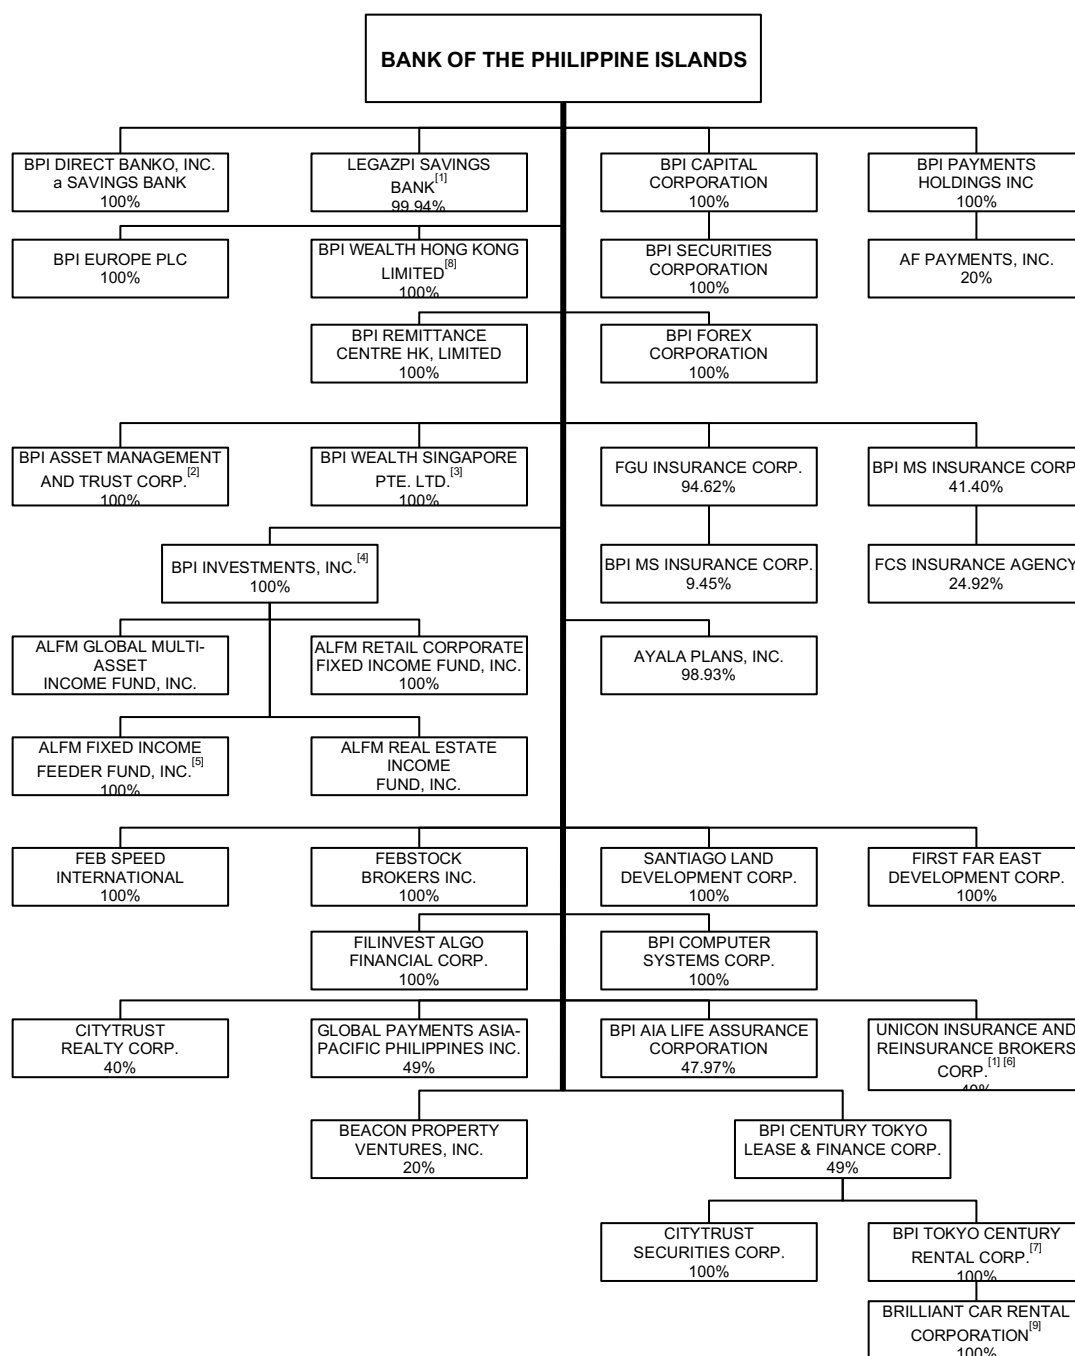 BANK OF THE PHILIPPINE ISLANDS
BPI DIRECT BANKO, INC.
a SAVINGS BANK
100%
LEGAZPI SAVINGS
BANK[1]
99.94%
BPI CAPITAL
CORPORATION
100%
BPI PAYMENTS
HOLDINGS INC
100%
BPI EUROPE PLC
100%
BPI WEALTH HONG KONG
LIMITED[8]
100%
BPI SECURITIES
CORPORATION
100%
AF PAYMENTS, INC.
20%
BPI REMITTANCE
CENTRE HK, LIMITED
100%
BPI FOREX
CORPORATION
100%
BPI ASSET MANAGEMENT
AND TRUST CORP.[2]
100%
BPI WEALTH SINGAPORE
PTE. LTD.[3]
100%
FGU INSURANCE CORP.
94.62%
BPI MS INSURANCE CORP.
41.40%
BPI INVESTMENTS, INC.[4]
100%
BPI MS INSURANCE CORP.
9.45%
FCS INSURANCE AGENCY
24.92%
ALFM GLOBAL MULTI-
ASSET
INCOME FUND, INC.
ALFM RETAIL CORPORATE
FIXED INCOME FUND, INC.
100%
AYALA PLANS, INC.
98.93%
ALFM FIXED INCOME
FEEDER FUND, INC.[5]
100%
ALFM REAL ESTATE
INCOME
FUND, INC.
FEB SPEED
INTERNATIONAL
100%
FEBSTOCK
BROKERS INC.
100%
SANTIAGO LAND
DEVELOPMENT CORP.
100%
FIRST FAR EAST
DEVELOPMENT CORP.
100%
FILINVEST ALGO
FINANCIAL CORP.
100%
BPI COMPUTER
SYSTEMS CORP.
100%
CITYTRUST
REALTY CORP.
40%
GLOBAL PAYMENTS ASIA-
PACIFIC PHILIPPINES INC.
49%
BPI AIA LIFE ASSURANCE
CORPORATION
47.97%
UNICON INSURANCE AND
REINSURANCE BROKERS
CORP.[1] [6]
BEACON PROPERTY
VENTURES, INC.
20%
BPI CENTURY TOKYO
LEASE & FINANCE CORP.
49%
CITYTRUST
SECURITIES CORP.
100%
BPI TOKYO CENTURY
RENTAL CORP.[7]
100%
BRILLIANT CAR RENTAL
CORPORATION[9]
100%